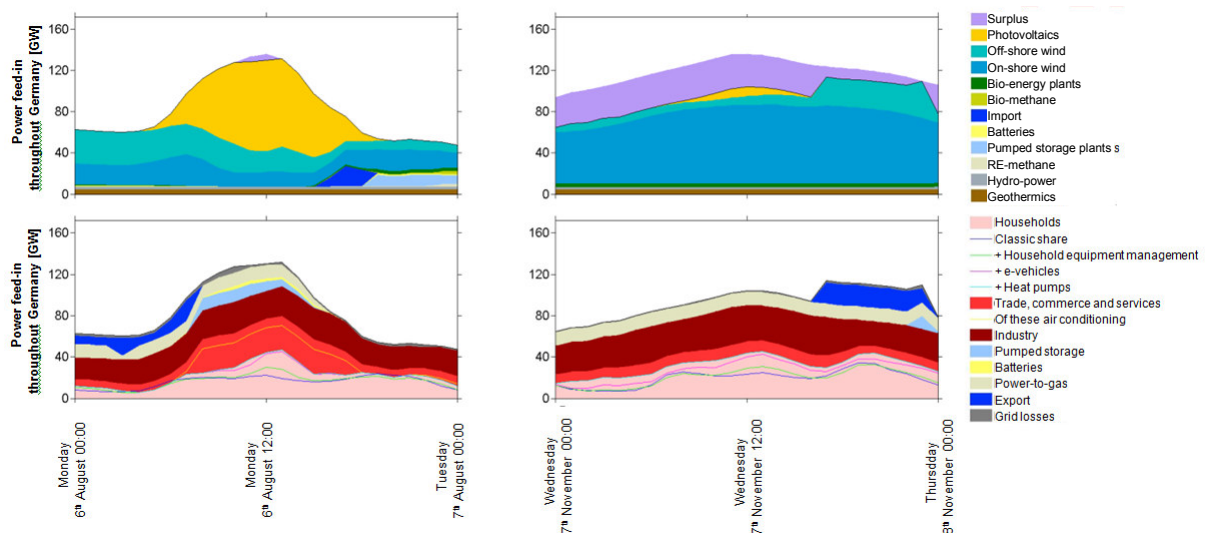 Power feed-in
throughout Germany [GW]
160
120
80
40
0
160
120
80
40
0
Surplus
Photovoltaics
Off-shore wind
On-shore wind
Bio-energy plants
Bio-methane
Import
Batteries
Pumped storage plants s
RE-methane
Hydro-power
Geothermics
Power feed-in
throughout Germany [GW]
160
120
80
40
0
160
120
80
40
0
Households
Classic share
+ Household equipment management
+ e-vehicles
+ Heat pumps
Trade, commerce and services
Of these air conditioning
Industry
Pumped storage
Batteries
Power-to-gas
Export
Grid losses
Monday
6th August 00:00
Monday
6th August 12:00
Tuesday
7th August 00:00
Wednesday
7th November 00:00
Wednesday
7th November 12:00
Thursdday
8th November 00:00